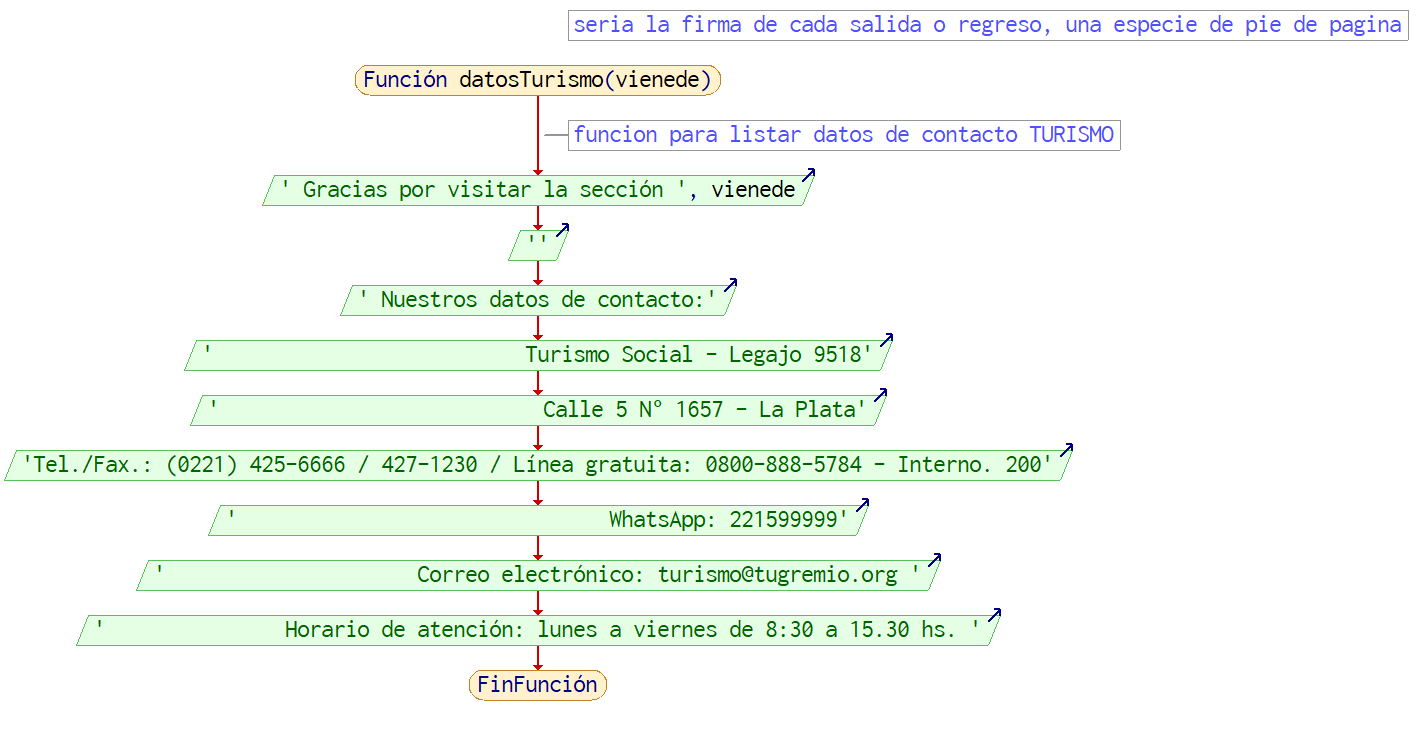 seria la firma de cada salida o regreso, una especie de pie de pagina
Función datosTurismo(vienede)
funcion para listar datos de contacto TURISMO
' Gracias por visitar la sección ', vienede
''
' Nuestros datos de contacto:'
'                          Turismo Social - Legajo 9518'
'                           Calle 5 N° 1657 - La Plata'
'Tel./Fax.: (0221) 425-6666 / 427-1230 / Línea gratuita: 0800-888-5784 - Interno. 200'
'                               WhatsApp: 221599999'
'                     Correo electrónico: turismo@tugremio.org '
'               Horario de atención: lunes a viernes de 8:30 a 15.30 hs. '
FinFunción